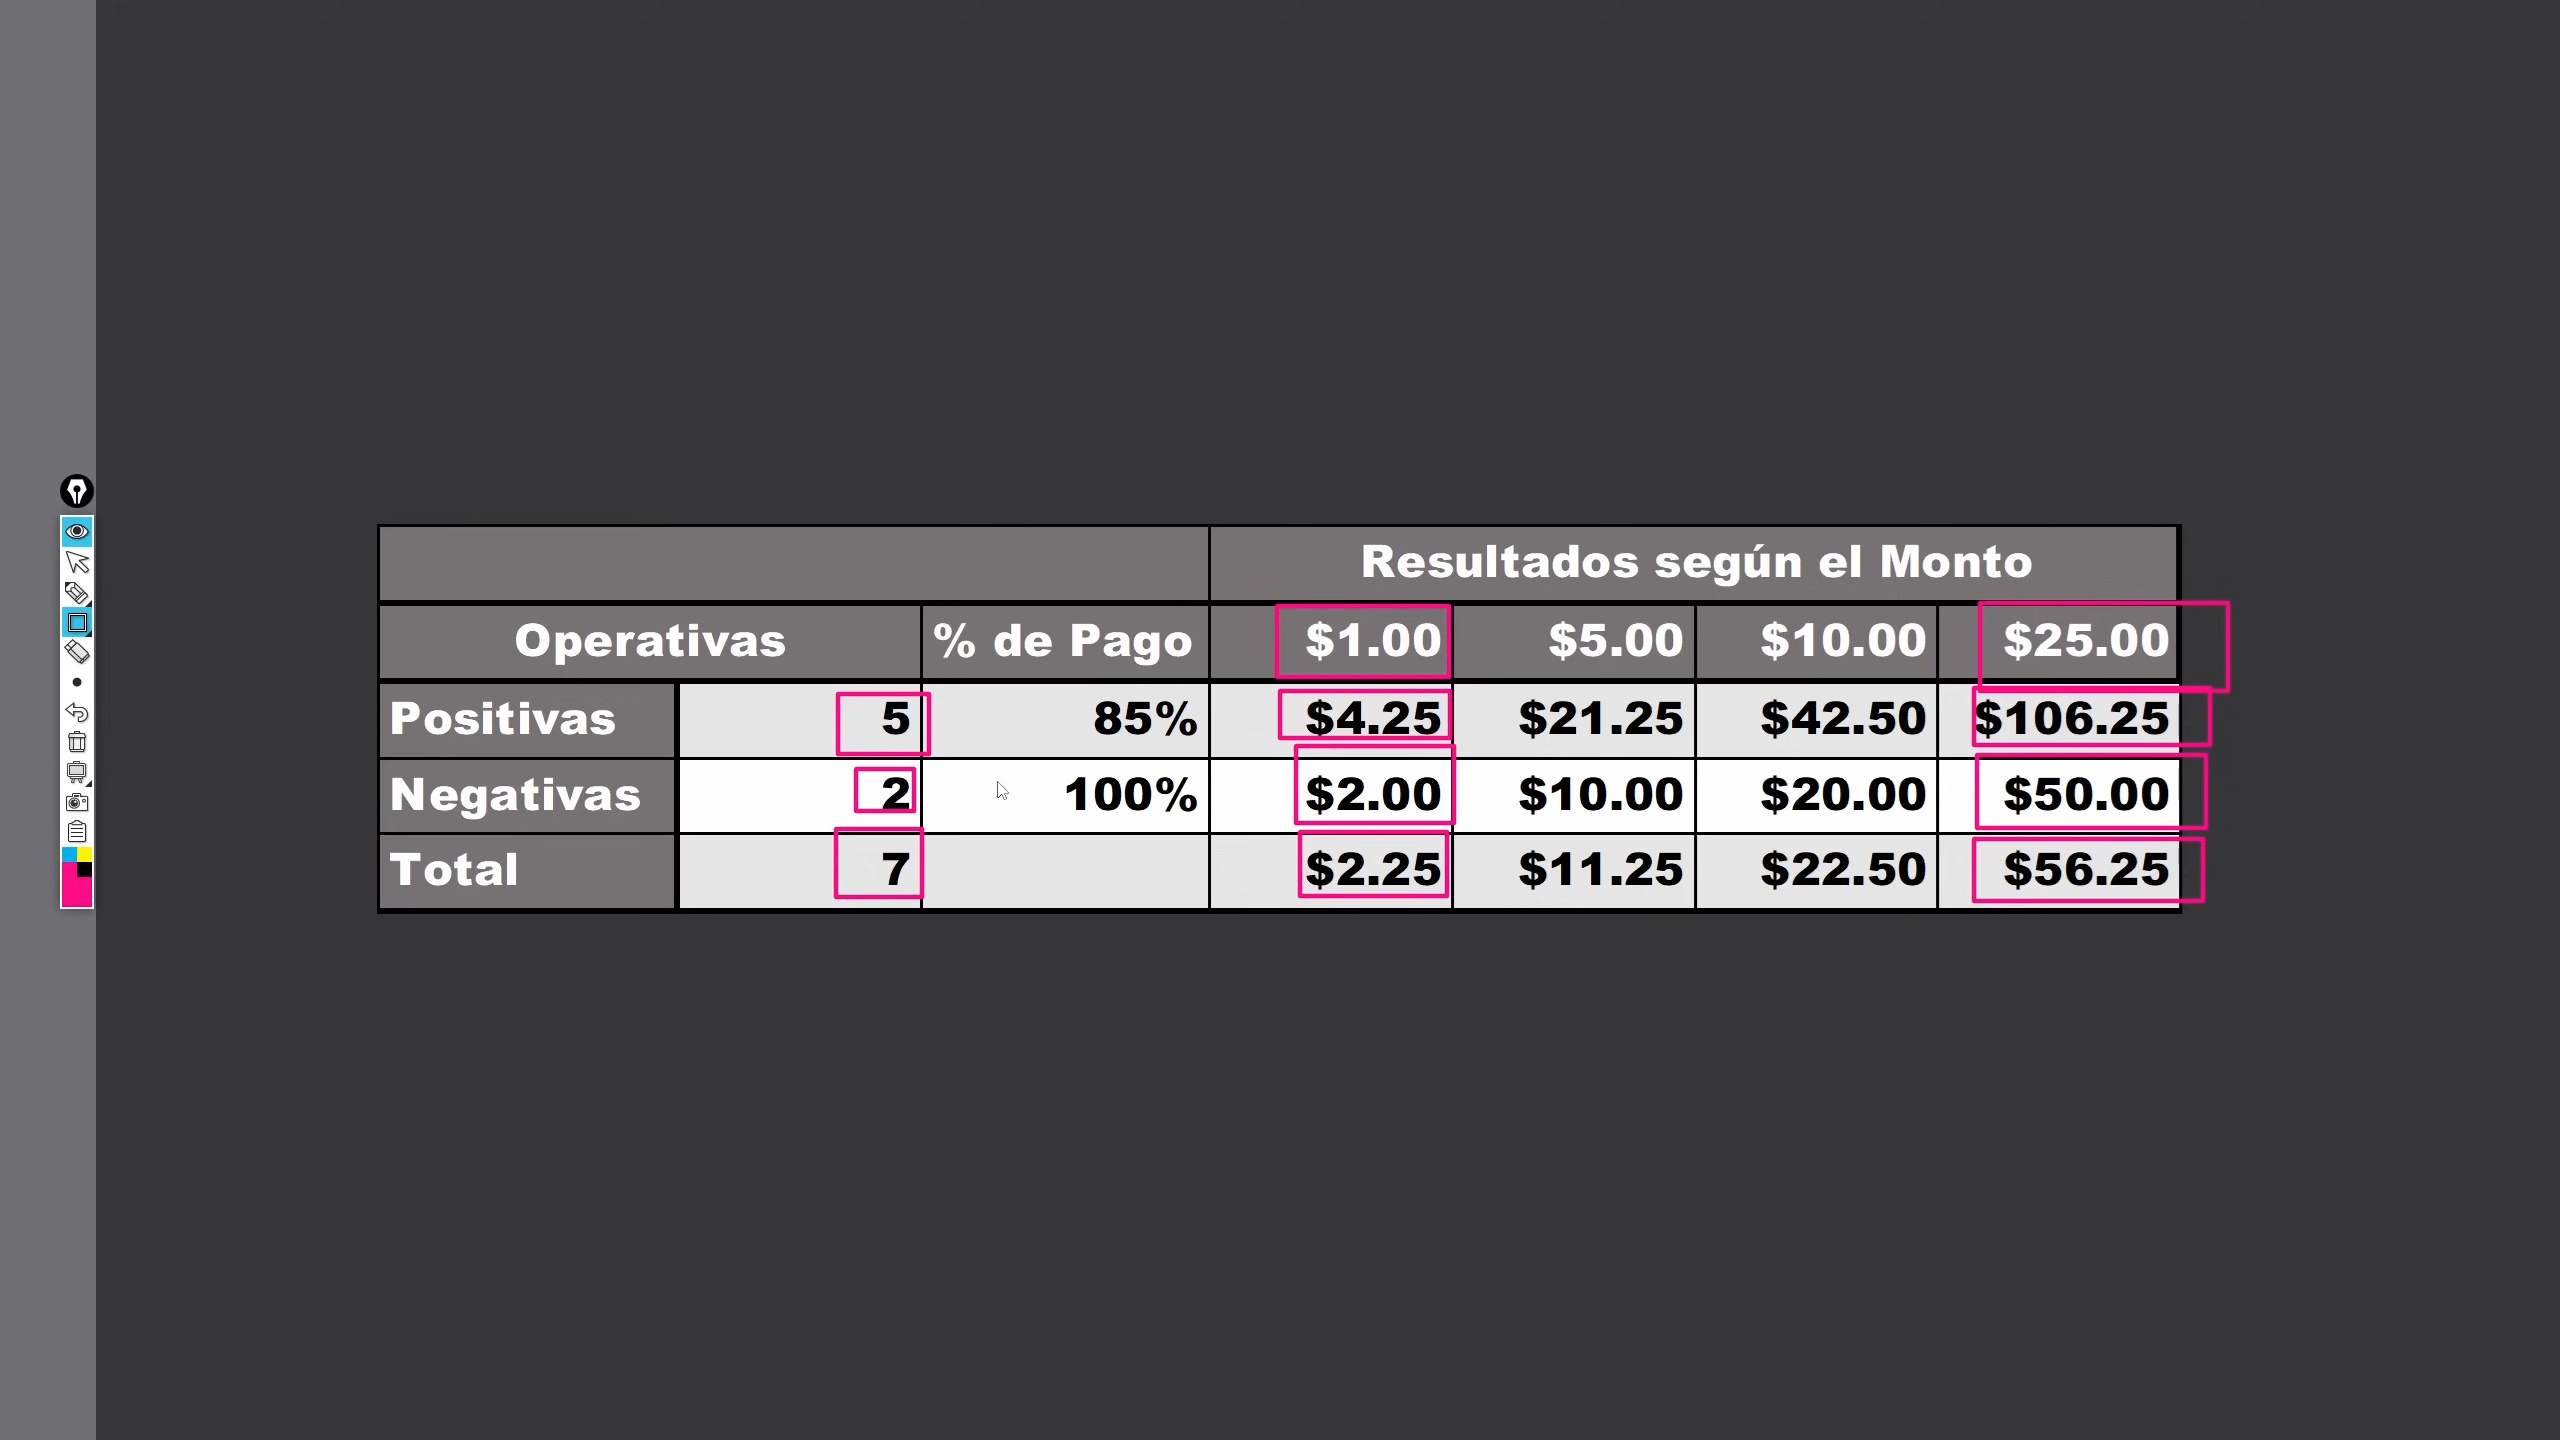 Resultados según el Monto
Operativas % de Pago $1.00 $5.00 $10.00 $25.00
Positivas 5 85% $4.25 $21.25 $42.50 $106.25
Negativas 2 100% $2.00 $10.00 $20.00 $50.00
Total 7 $2.25 $11.25 $22.50 $56.25